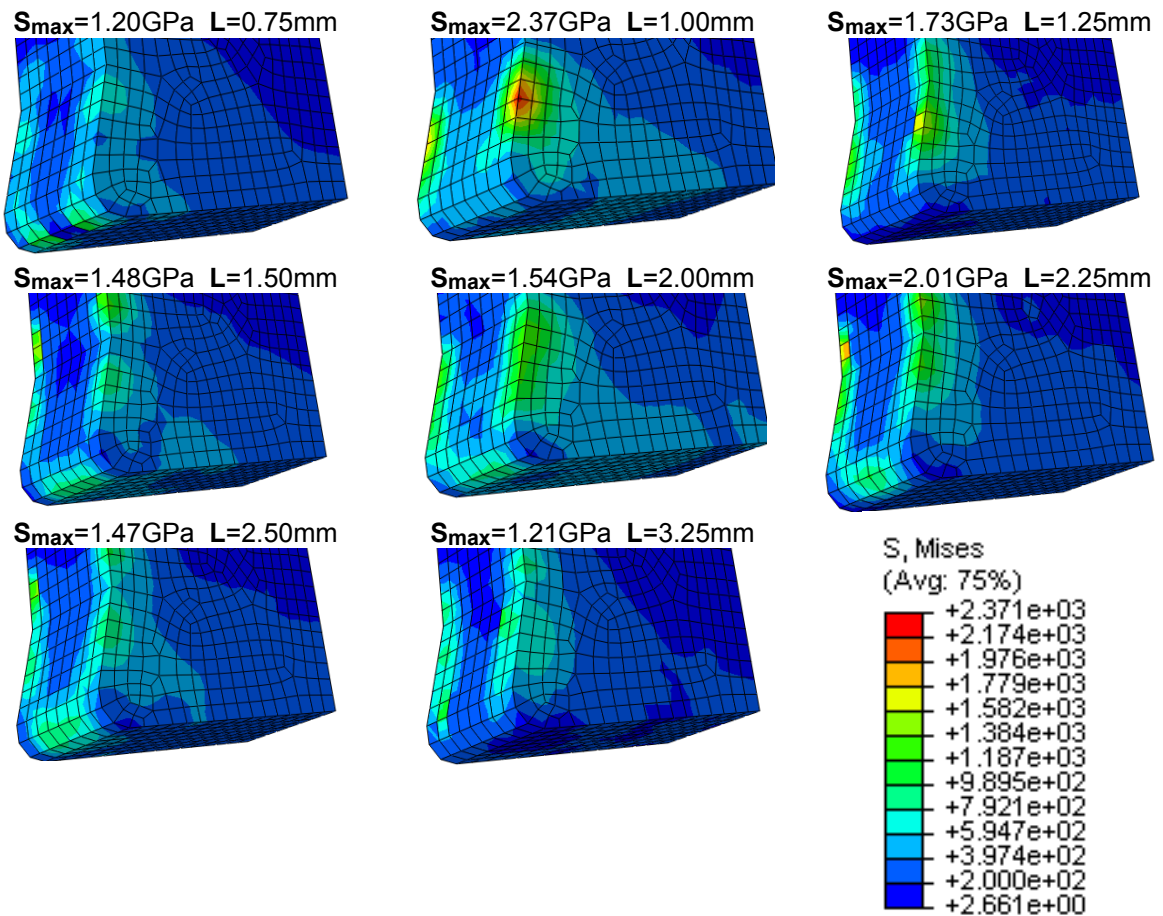 Smax=1.20GPa L=0.75mm
Smax=2.37GPa L=1.00mm
Smax=1.73GPa L=1.25mm
Smax=1.48GPa L=1.50mm
Smax=1.54GPa L=2.00mm
Smax=2.01GPa L=2.25mm
Smax=1.47GPa L=2.50mm
Smax=1.21GPa L=3.25mm
S, Mises
(Avg: 75%)
+2.371e+03
+2.174e+03
+1.976e+03
+1.779e+03
+1.582e+03
+1.384e+03
+1.187e+03
+9.895e+02
+7.921e+02
+5.947e+02
+3.974e+02
+2.000e+02
+2.661e+00